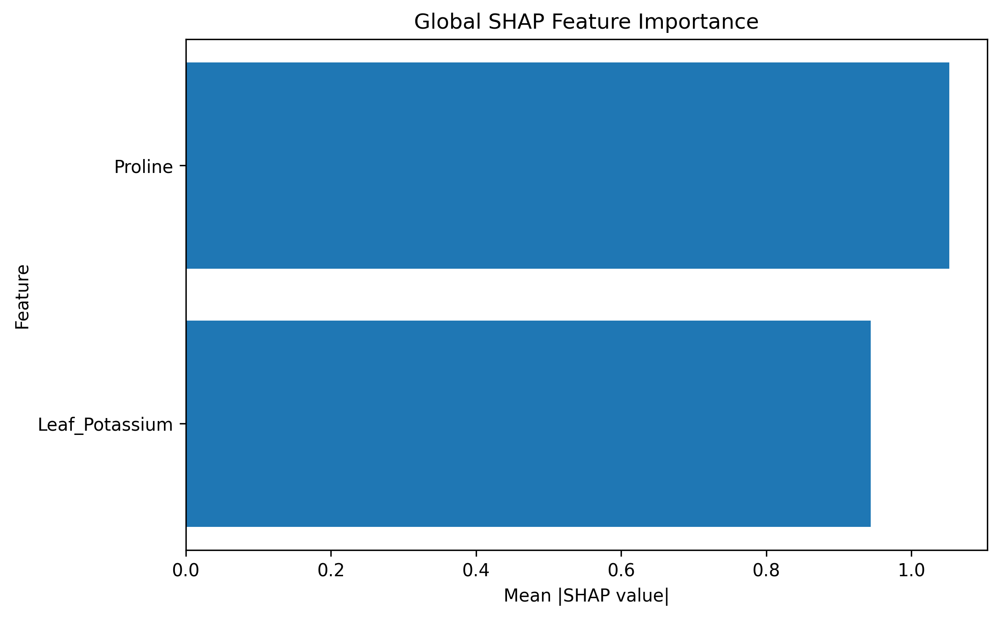 Global SHAP Feature Importance
Proline
Feature
Leaf_Potassium
0.0 0.2 0.4 0.6 0.8 1.0
Mean |SHAP value|